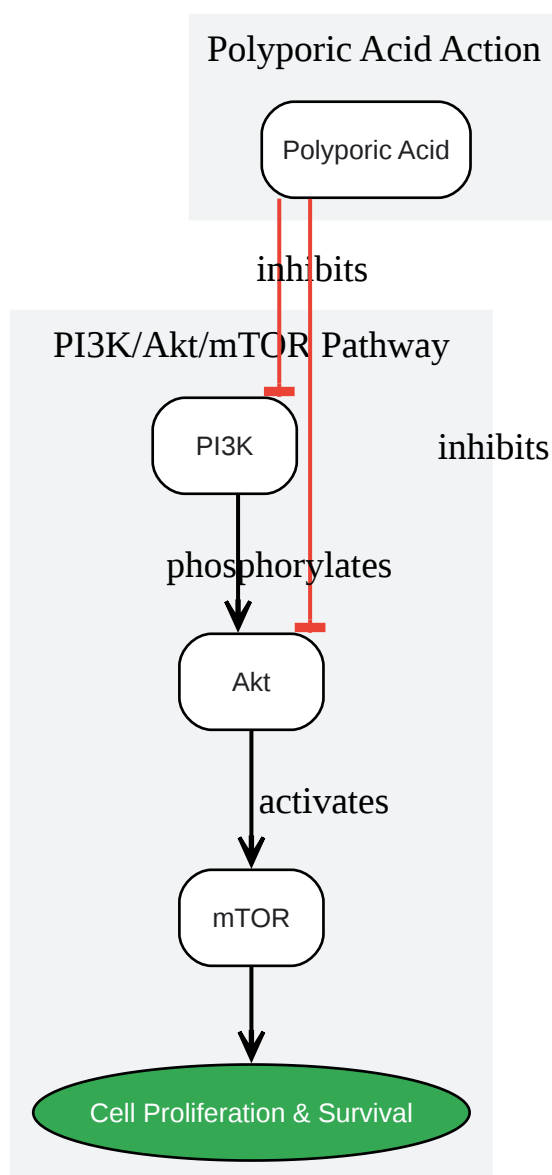 Polyporic Acid Action
Polyporic Acid
inhibits
PI3K/Akt/mTOR Pathway
PI3K
inhibits
phosphorylates
Akt
activates
mTOR
Cell Proliferation & Survival